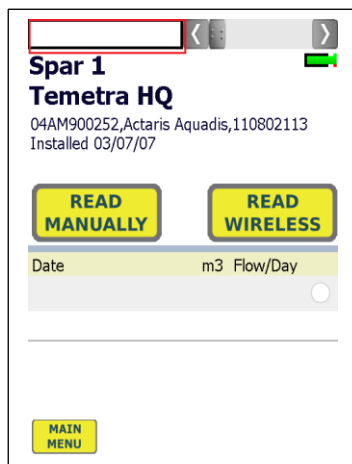 Spar 1
Temetra HQ
04AM900252,Actaris Aquadis,110802113
Installed 03/07/07
READ MANUALLY
READ WIRELESS
Date m3 Flow/Day
MAIN MENU